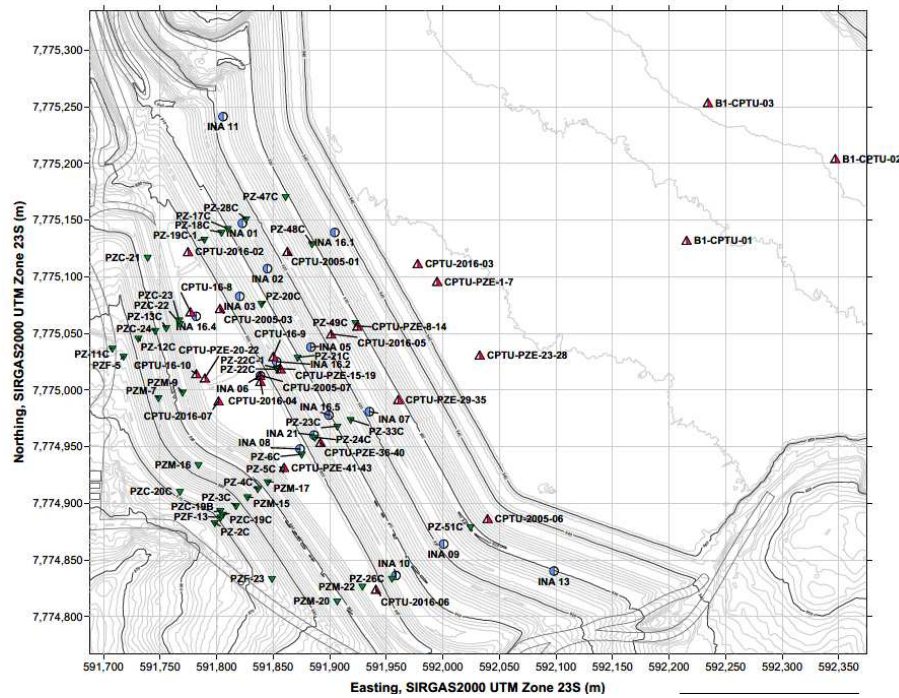 7,775,300
7,775,250
7,775,200
7,775,150
7,775,100
7,775,050
7,775,000
7,774,950
7,774,900
7,774,850
7,774,800
Northing, SIRGAS2000 UTM Zone 23S (m)
B1-CPTU-03
INA 11
B1-CPTU-02
PZ-47C
PZ-28C
PZ-17C
PZ-18C
PZ-48C
INA 01
PZ-19C-1
INA 16.1
B1-CPTU-01
CPTU-2016-02
PZC-21
CPTU-2005-01
CPTU-2016-03
INA 02
CPTU-16-8
CPTU-PZE-1-7
PZC-23
PZC-22
PZ-20C
INA 03
PZ-13C
CPTU-2005-03
PZ-49C
INA 16.4
CPTU-PZE-8-14
PZC-24
CPTU-16-9
CPTU-2016-05
PZ-12C
INA 05
PZ-11C
CPTU-PZE-20-22
PZ-21C
CPTU-PZE-23-28
PZF-5
PZ-22C-1
INA 16.2
CPTU-16-10
PZ-22C
CPTU-PZE-15-19
PZM-9
PZM-7
INA 06
CPTU-2005-07
CPTU-PZE-29-35
CPTU-2016-04
CPTU-2016-07
INA 16.5
INA 07
PZ-23C
PZ-33C
INA 21
PZ-24C
INA 08
CPTU-PZE-36-40
PZ-6C
PZM-16
PZ-5C
CPTU-PZE-41-43
PZ-4C
PZM-17
PZC-20C
PZ-3C
PZM-15
PZC-19B
PZF-13
PZC-19C
CPTU-2005-06
PZ-2C
PZ-51C
INA 09
INA 10
PZF-23
PZ-26C
INA 13
PZM-22
PZM-20
CPTU-2016-06
591,700
591,750
591,800
591,850
591,900
591,950
592,000
592,050
592,100
592,150
592,200
592,250
592,300
592,350
Easting, SIRGAS2000 UTM Zone 23S (m)